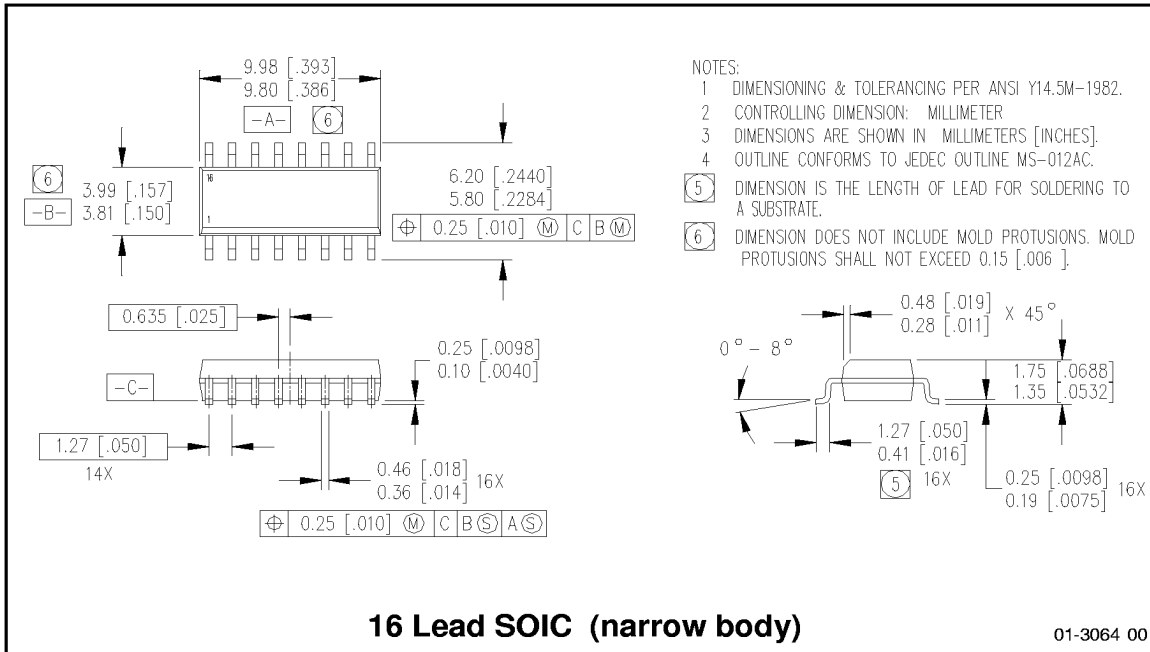 9.98 [.393]
9.80 [.386]
-A- 6
6
3.99 [.157]
3.81 [.150]
-B-
16
1
6.20 [.2440]
5.80 [.2284]
⌖ 0.25 [.010] Ⓜ C B Ⓜ
NOTES:
1 DIMENSIONING & TOLERANCING PER ANSI Y14.5M-1982.
2 CONTROLLING DIMENSION: MILLIMETER
3 DIMENSIONS ARE SHOWN IN MILLIMETERS [INCHES].
4 OUTLINE CONFORMS TO JEDEC OUTLINE MS-012AC.
5 DIMENSION IS THE LENGTH OF LEAD FOR SOLDERING TO
A SUBSTRATE.
6 DIMENSION DOES NOT INCLUDE MOLD PROTUSIONS. MOLD
PROTUSIONS SHALL NOT EXCEED 0.15 [.006 ].
0.635 [.025]
-C-
0.25 [.0098]
0.10 [.0040]
1.27 [.050]
14X
0.46 [.018]
0.36 [.014] 16X
⌖ 0.25 [.010] Ⓜ C B Ⓢ A Ⓢ
0.48 [.019]
0.28 [.011] X 45°
0° - 8°
1.75 [.0688]
1.35 [.0532]
1.27 [.050]
0.41 [.016]
5 16X
0.25 [.0098]
0.19 [.0075] 16X
16 Lead SOIC (narrow body)
01-3064 00